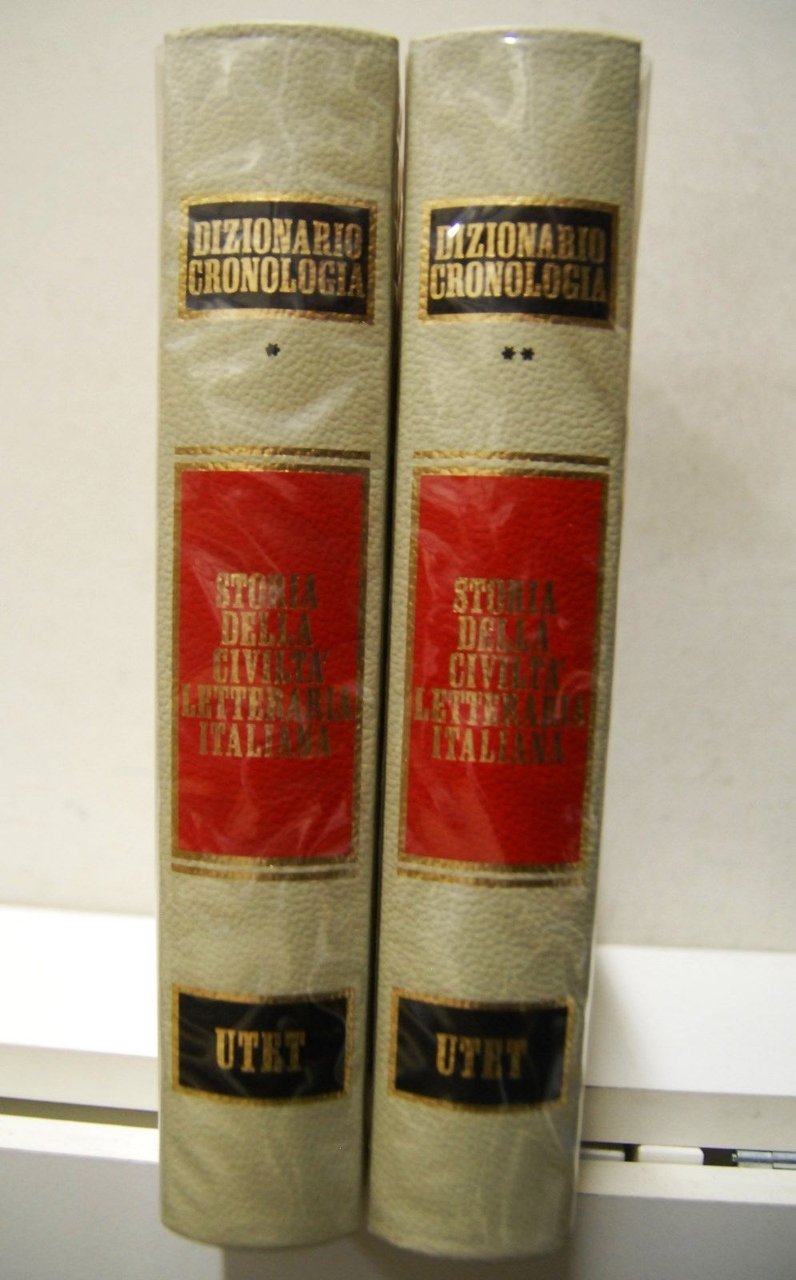 DIZIONARIO
CRONOLOGIA
*
STORIA
DELLA
CIVILTA'
LETTERARIA
ITALIANA
UTET
DIZIONARIO
CRONOLOGIA
**
STORIA
DELLA
CIVILTA'
LETTERARIA
ITALIANA
UTET